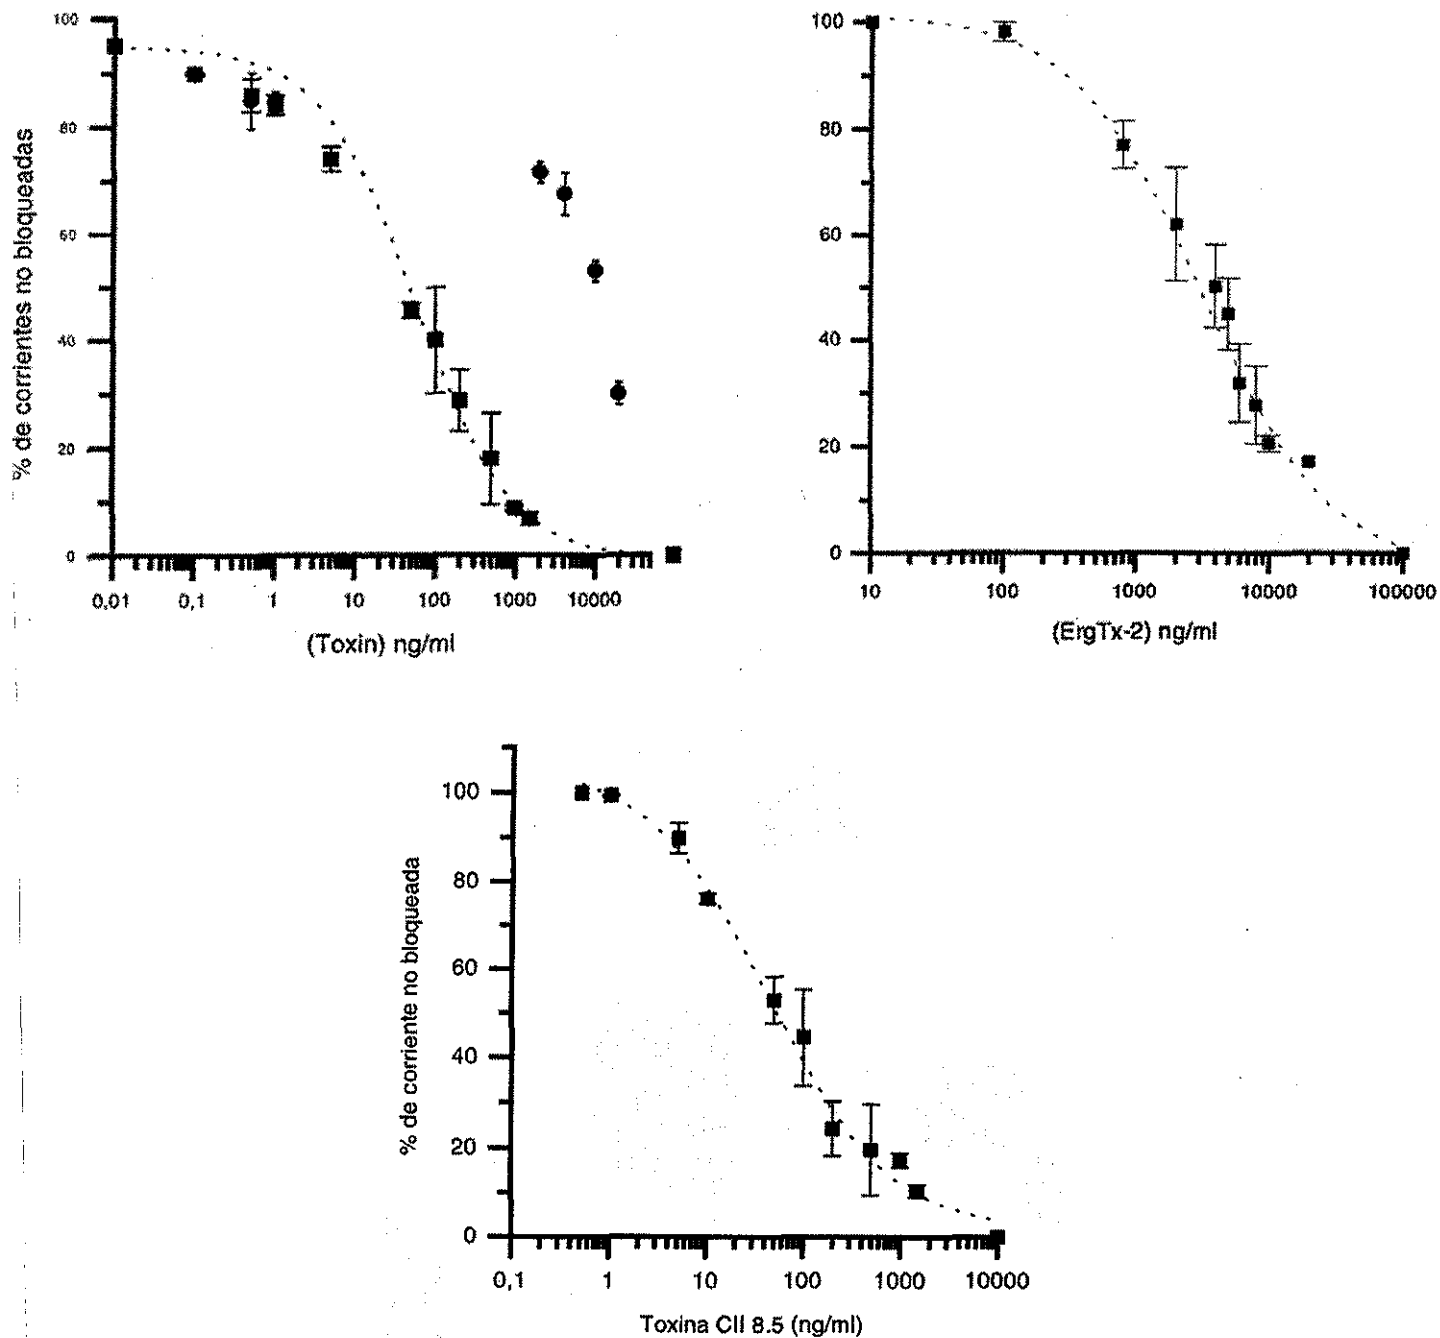 100
80
60
40
20
0
% de corrientes no bloqueadas
0,01 0,1 1 10 100 1000 10000
(Toxin) ng/ml
100
80
60
40
20
0
10 100 1000 10000 100000
(ErgTx-2) ng/ml
100
80
60
40
20
0
% de corriente no bloqueada
0,1 1 10 100 1000 10000
Toxina CII 8.5 (ng/ml)